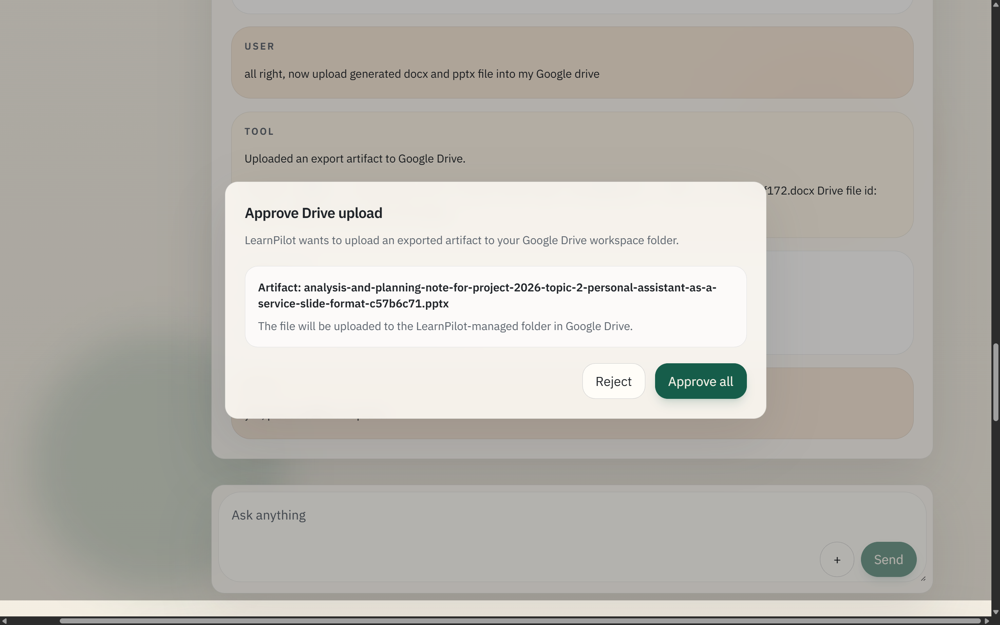 USER
all right, now upload generated docx and pptx file into my Google drive
TOOL
Uploaded an export artifact to Google Drive.
f172.docx Drive file id:
Approve Drive upload
LearnPilot wants to upload an exported artifact to your Google Drive workspace folder.
Artifact: analysis-and-planning-note-for-project-2026-topic-2-personal-assistant-as-a-
service-slide-format-c57b6c71.pptx
The file will be uploaded to the LearnPilot-managed folder in Google Drive.
Reject
Approve all
Ask anything
+
Send